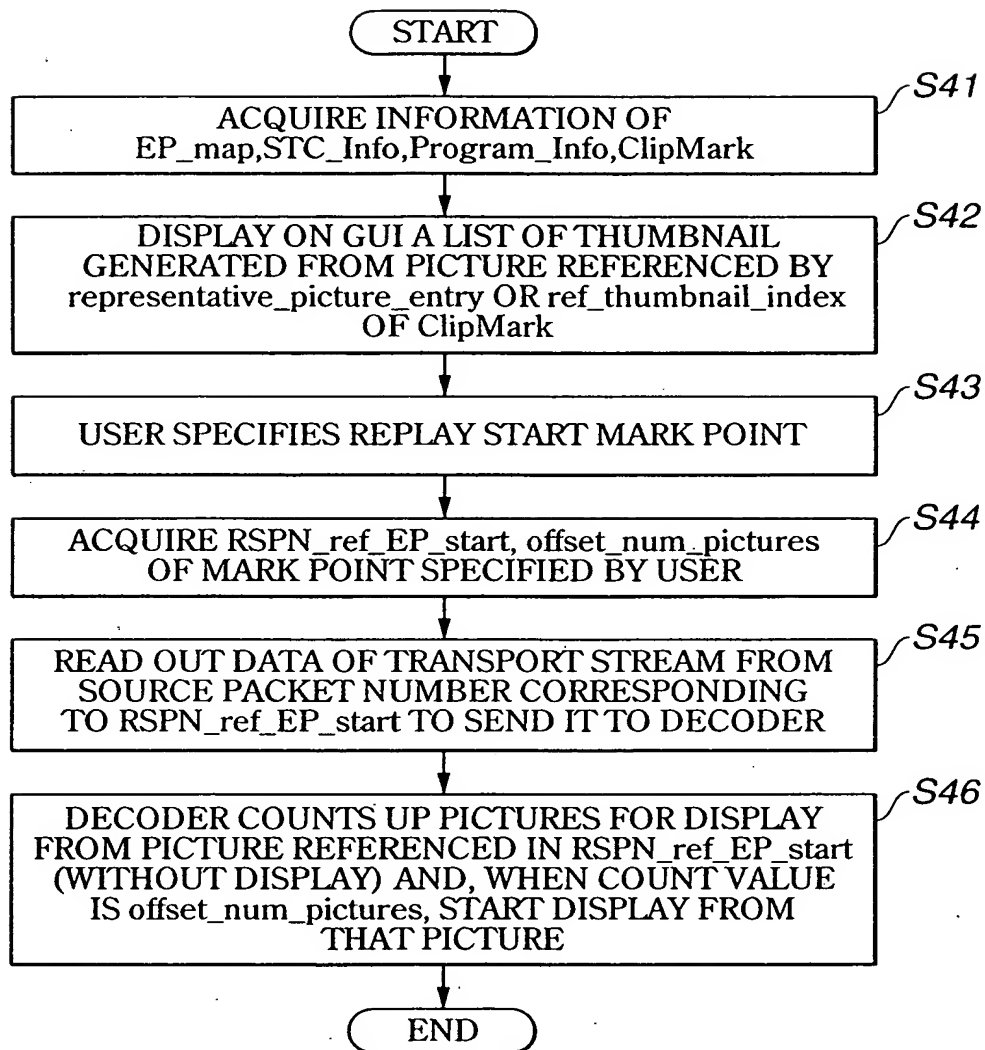 START
S41
ACQUIRE INFORMATION OF
EP_map,STC_Info,Program_Info,ClipMark
S42
DISPLAY ON GUI A LIST OF THUMBNAIL
GENERATED FROM PICTURE REFERENCED BY
representative_picture_entry OR ref_thumbnail_index
OF ClipMark
S43
USER SPECIFIES REPLAY START MARK POINT
S44
ACQUIRE RSPN_ref_EP_start, offset_num_pictures
OF MARK POINT SPECIFIED BY USER
S45
READ OUT DATA OF TRANSPORT STREAM FROM
SOURCE PACKET NUMBER CORRESPONDING
TO RSPN_ref_EP_start TO SEND IT TO DECODER
S46
DECODER COUNTS UP PICTURES FOR DISPLAY
FROM PICTURE REFERENCED IN RSPN_ref_EP_start
(WITHOUT DISPLAY) AND, WHEN COUNT VALUE
IS offset_num_pictures, START DISPLAY FROM
THAT PICTURE
END